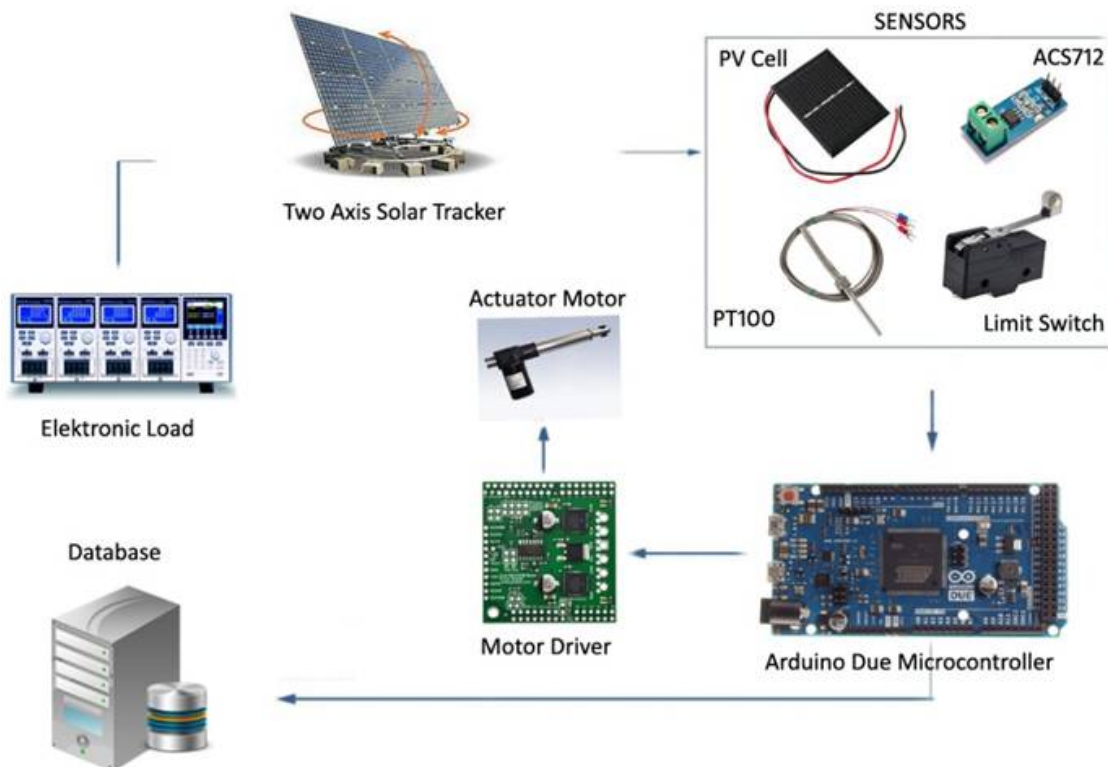 SENSORS
PV Cell
ACS712
Two Axis Solar Tracker
PT100
Limit Switch
Actuator Motor
Elektronic Load
Database
Motor Driver
Arduino Due Microcontroller
DUE